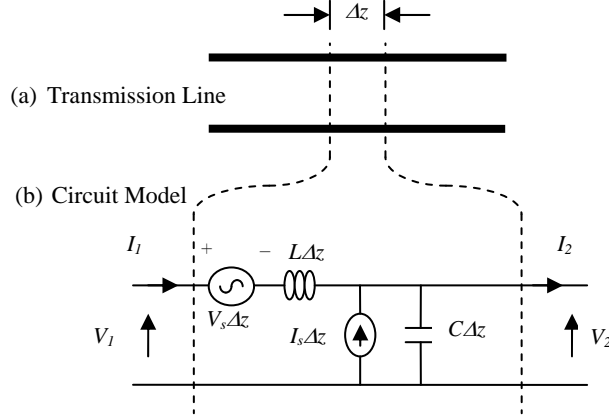 Δz
(a) Transmission Line
(b) Circuit Model
I1 + − LΔz I2
VsΔz
V1 IsΔz CΔz V2